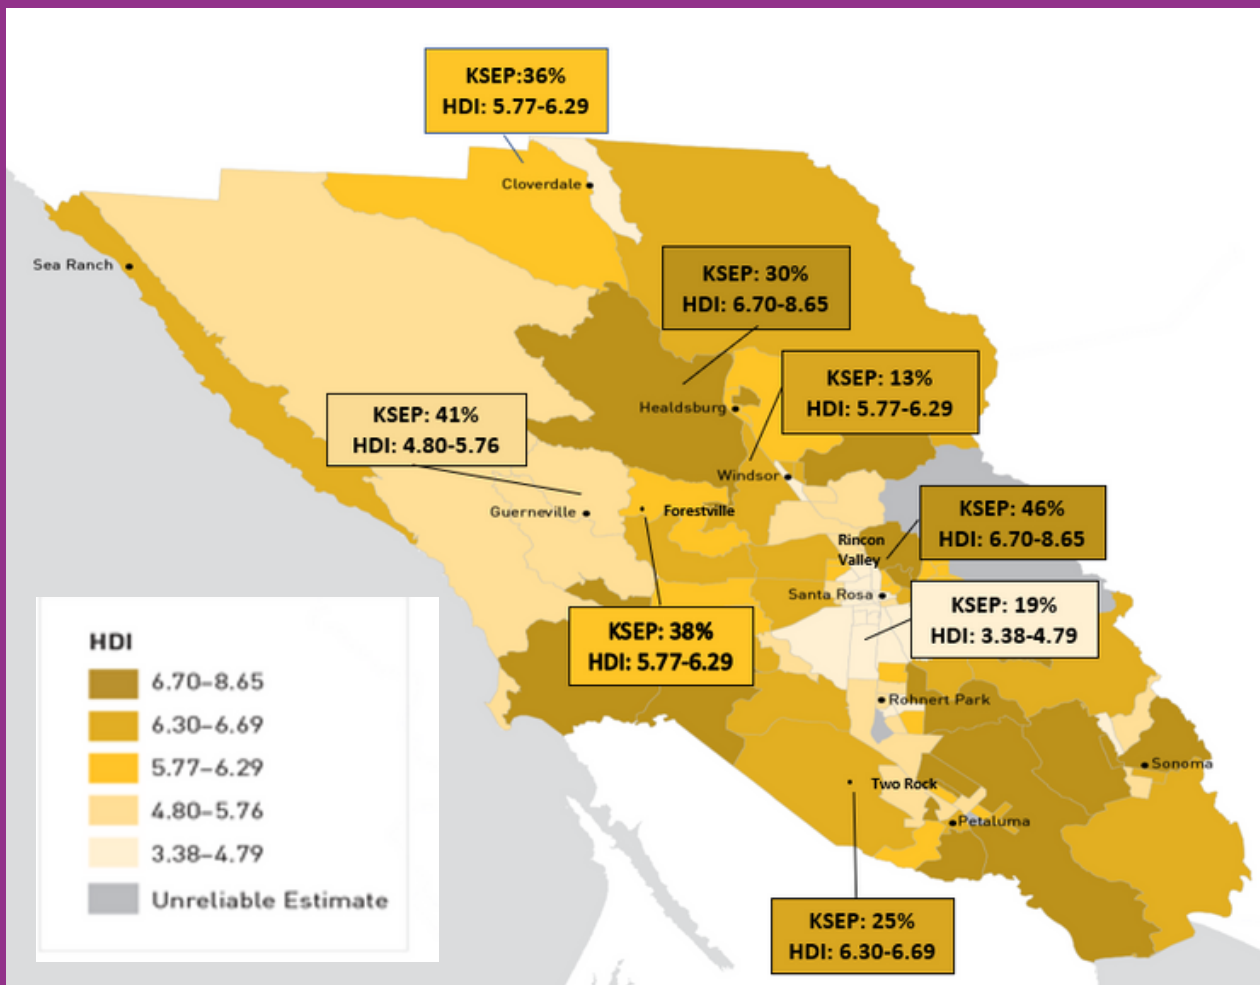 KSEP:36%
HDI: 5.77-6.29
Cloverdale
Sea Ranch
KSEP: 30%
HDI: 6.70-8.65
KSEP: 13%
HDI: 5.77-6.29
KSEP: 41%
HDI: 4.80-5.76
Healdsburg
Windsor
Guerneville
Forestville
KSEP: 46%
HDI: 6.70-8.65
Rincon
Valley
Santa Rosa
KSEP: 19%
HDI: 3.38-4.79
KSEP: 38%
HDI: 5.77-6.29
Rohnert Park
Sonoma
Two Rock
Petaluma
KSEP: 25%
HDI: 6.30-6.69
HDI
6.70–8.65
6.30–6.69
5.77–6.29
4.80–5.76
3.38–4.79
Unreliable Estimate